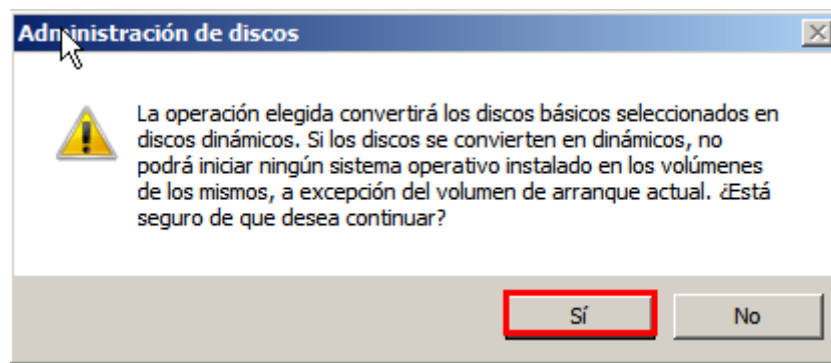 Administración de discos
La operación elegida convertirá los discos básicos seleccionados en
discos dinámicos. Si los discos se convierten en dinámicos, no
podrá iniciar ningún sistema operativo instalado en los volúmenes
de los mismos, a excepción del volumen de arranque actual. ¿Está
seguro de que desea continuar?
Sí No